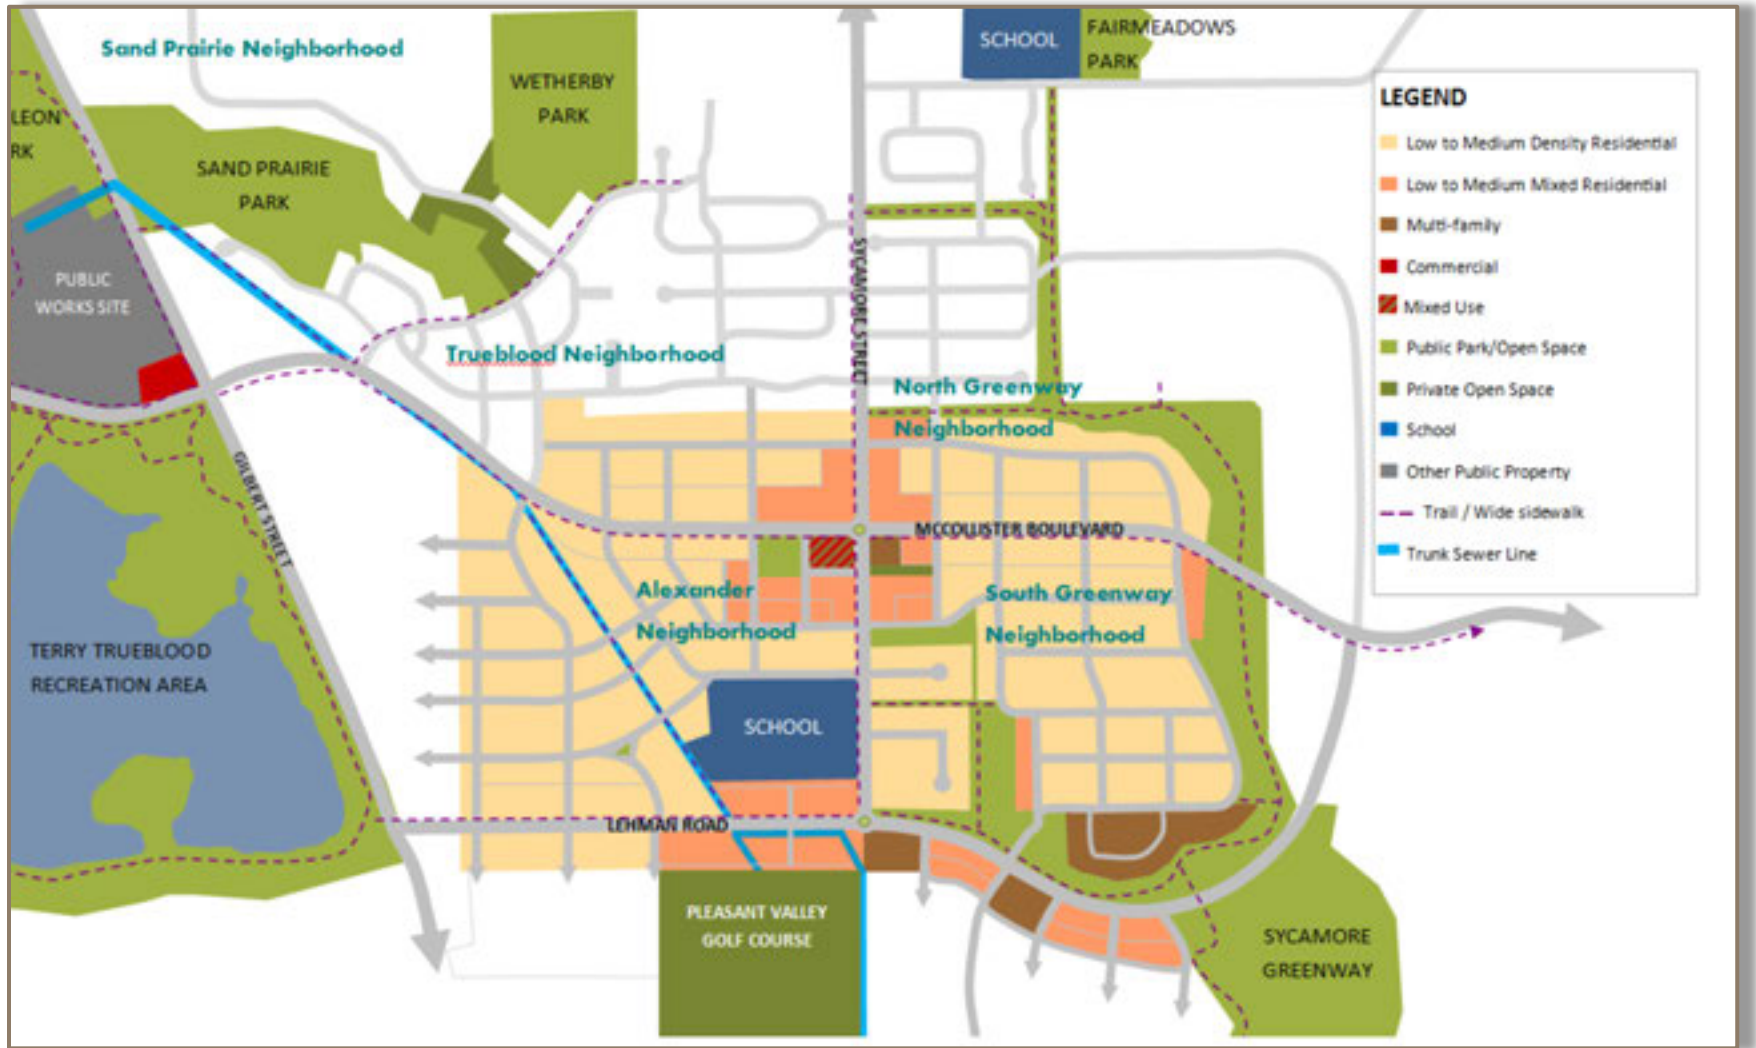 Sand Prairie Neighborhood
WETHERBY
PARK
SCHOOL
FAIRMEADOWS
PARK
LEON
RK
SAND PRAIRIE
PARK
PUBLIC
WORKS SITE
Trueblood Neighborhood
SYCAMORE STREET
North Greenway
Neighborhood
GILBERT STREET
MCCOLLISTER BOULEVARD
Alexander
Neighborhood
South Greenway
Neighborhood
TERRY TRUEBLOOD
RECREATION AREA
SCHOOL
LEHMAN ROAD
PLEASANT VALLEY
GOLF COURSE
SYCAMORE
GREENWAY
LEGEND
Low to Medium Density Residential
Low to Medium Mixed Residential
Multi-family
Commercial
Mixed Use
Public Park/Open Space
Private Open Space
School
Other Public Property
Trail / Wide sidewalk
Trunk Sewer Line